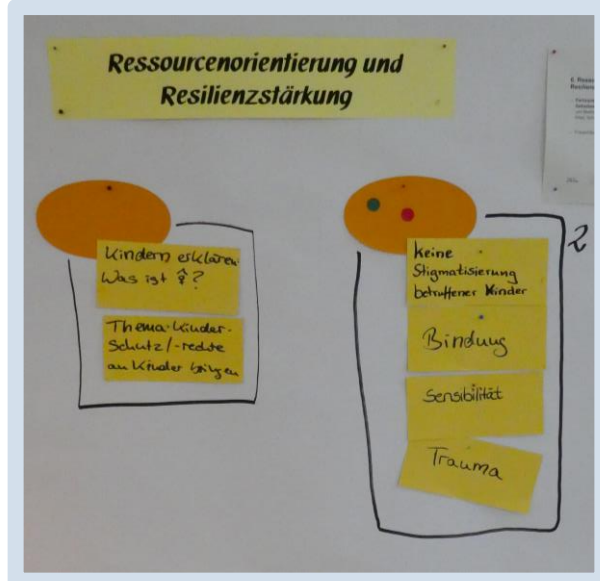 Ressourcenorientierung und
Resilienzstärkung
Kindern erklären
Was ist ?
Thema Kinder-
Schutz/-rechte
an Kinder bringen
2
keine
Stigmatisierung
betroffener Kinder
Bindung
Sensibilität
Trauma